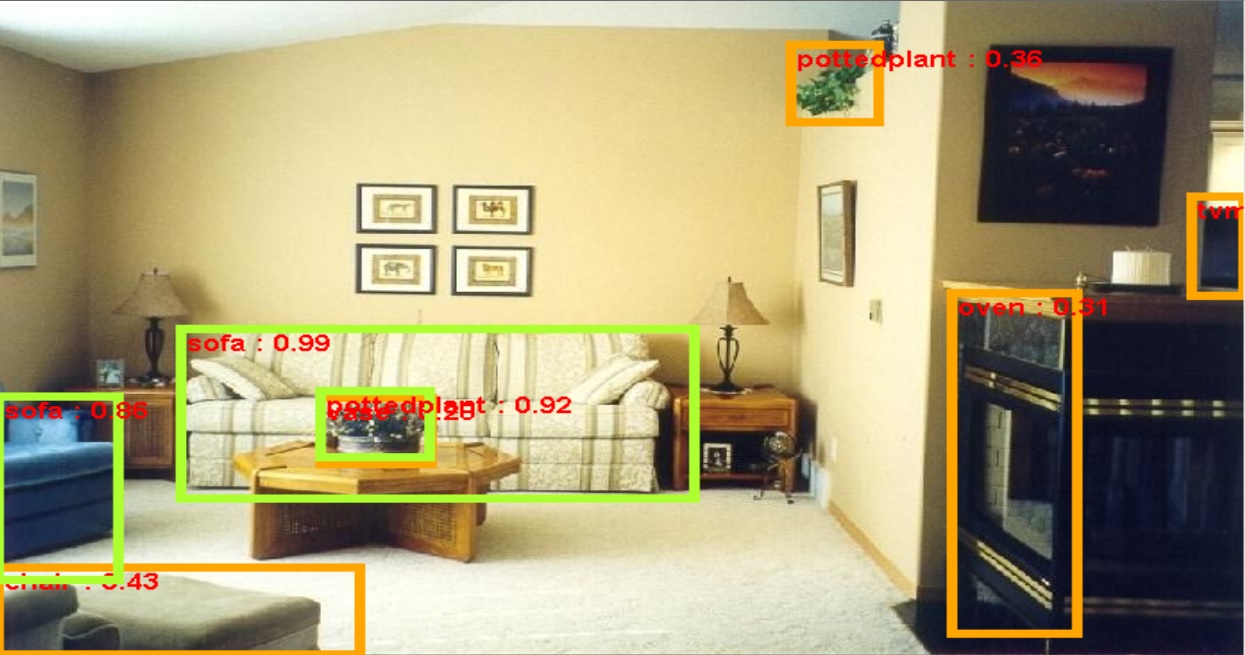 pottedplant : 0.36
tvm
oven : 0.31
sofa : 0.99
pottedplant : 0.92
sofa : 0.86
chair : 0.43